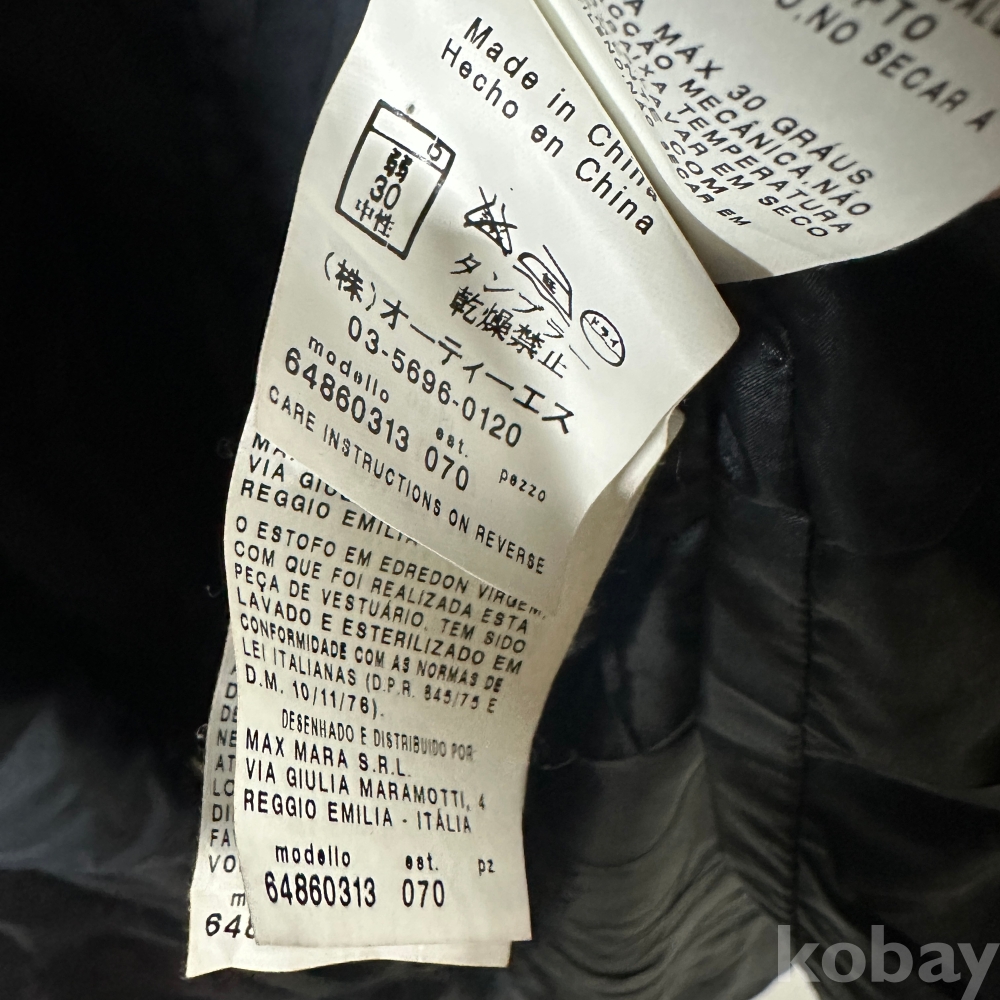 Made in China
Hecho en China
弱
30
中性
タンブラー
乾燥禁止
ドライ
(株)オーティーエス
03-5696-0120
modello est. pezzo
64860313 070
CARE INSTRUCTIONS ON REVERSE
MÁX 30 GRÁUS
MECÂNICA,NÃO
TEMPERATURA
LAVAR EM SECO
SECAR EM
NO SECAR A
VIA
REGGIO EMILIA
O ESTOFO EM EDREDON VIRGEM,
COM QUE FOI REALIZADA ESTA
PEÇA DE VESTUÁRIO, TEM SIDO
LAVADO E ESTERILIZADO EM
CONFORMIDADE COM AS NORMAS DE
LEI ITALIANAS (D.P.R. 845/75 E
D.M. 10/11/76).
DESENHADO E DISTRIBUIDO POR
MAX MARA S.R.L.
VIA GIULIA MARAMOTTI, 4
REGGIO EMILIA - ITÁLIA
modello est. pz
64860313 070
kobay